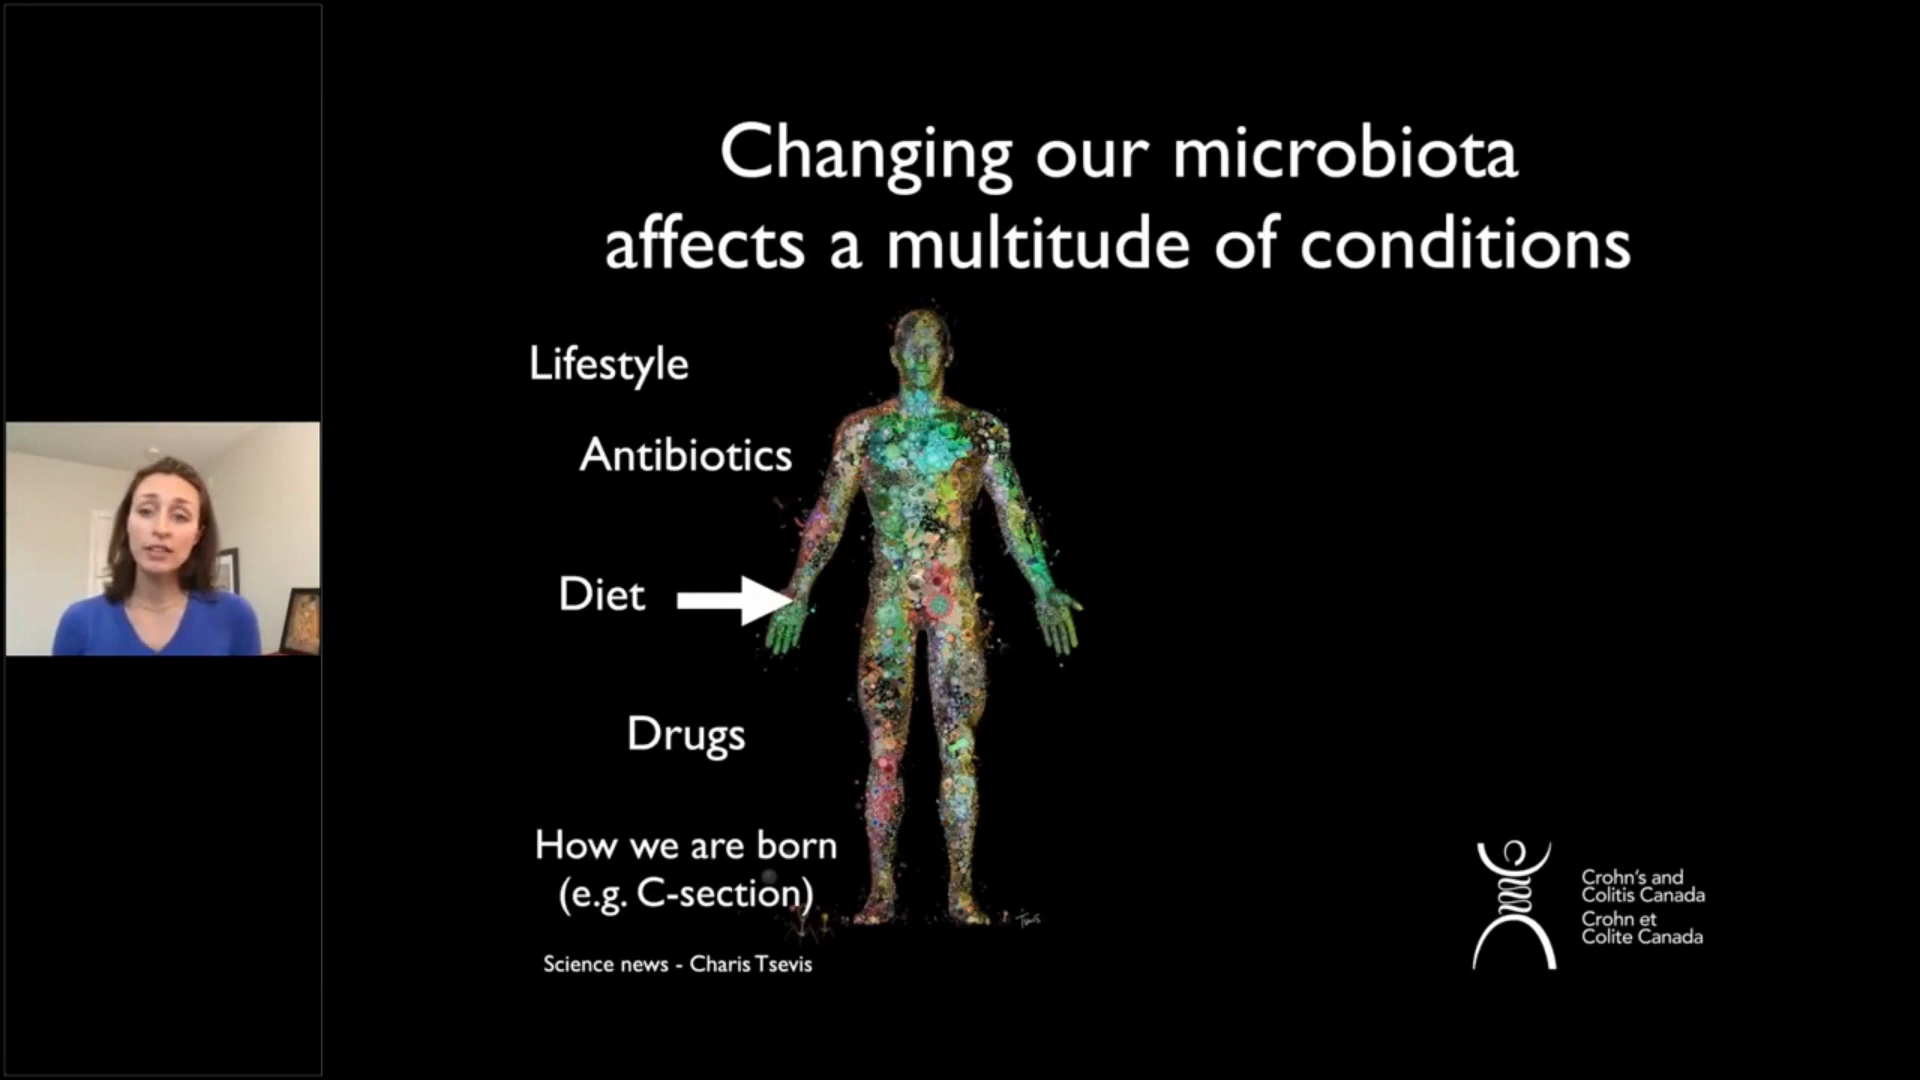 Changing our microbiota
affects a multitude of conditions
Lifestyle
Antibiotics
Diet
Drugs
How we are born
(e.g. C-section)
Science news - Charis Tsevis
Crohn's and
Colitis Canada
Crohn et
Colite Canada